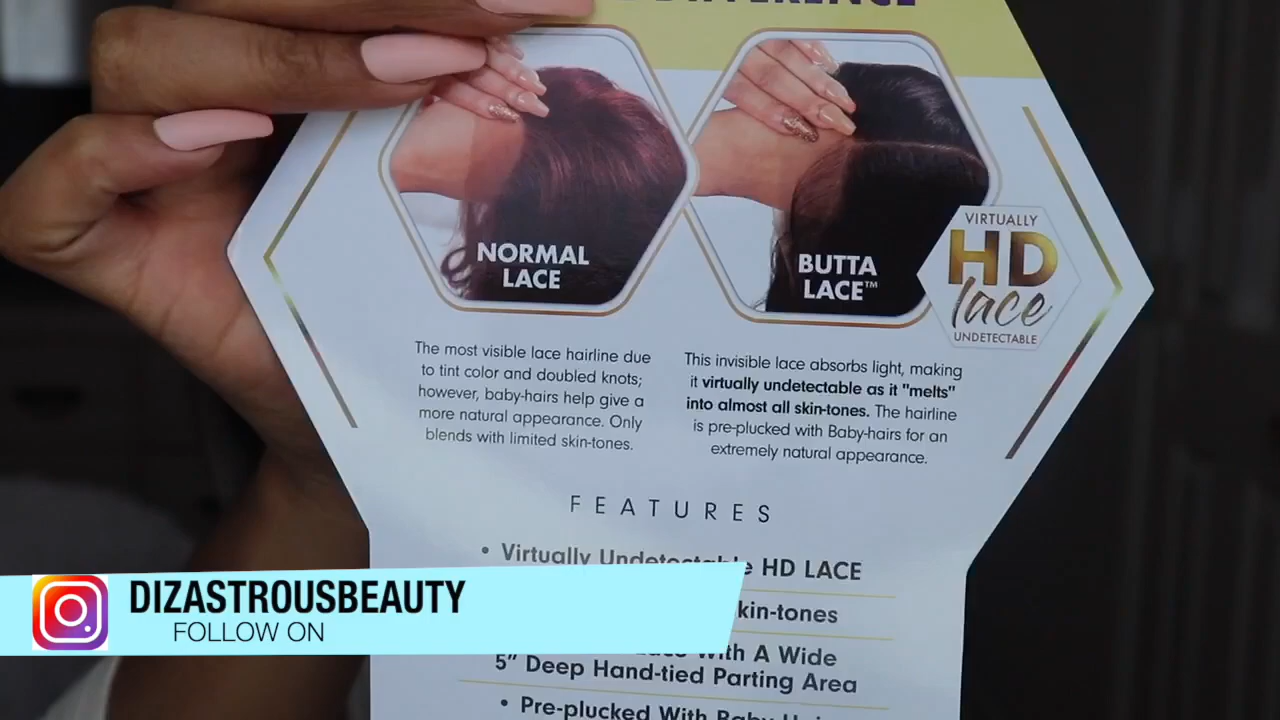 DIFFERENCE
NORMAL
LACE
BUTTA
LACE™
VIRTUALLY
HD
lace
UNDETECTABLE
The most visible lace hairline due
to tint color and doubled knots;
however, baby-hairs help give a
more natural appearance. Only
blends with limited skin-tones.
This invisible lace absorbs light, making
it virtually undetectable as it "melts"
into almost all skin-tones. The hairline
is pre-plucked with Baby-hairs for an
extremely natural appearance.
FEATURES
• Virtually Undetectable HD LACE
kin-tones
With A Wide
5” Deep Hand-tied Parting Area
• Pre-plucked With Baby
DIZASTROUSBEAUTY
FOLLOW ON